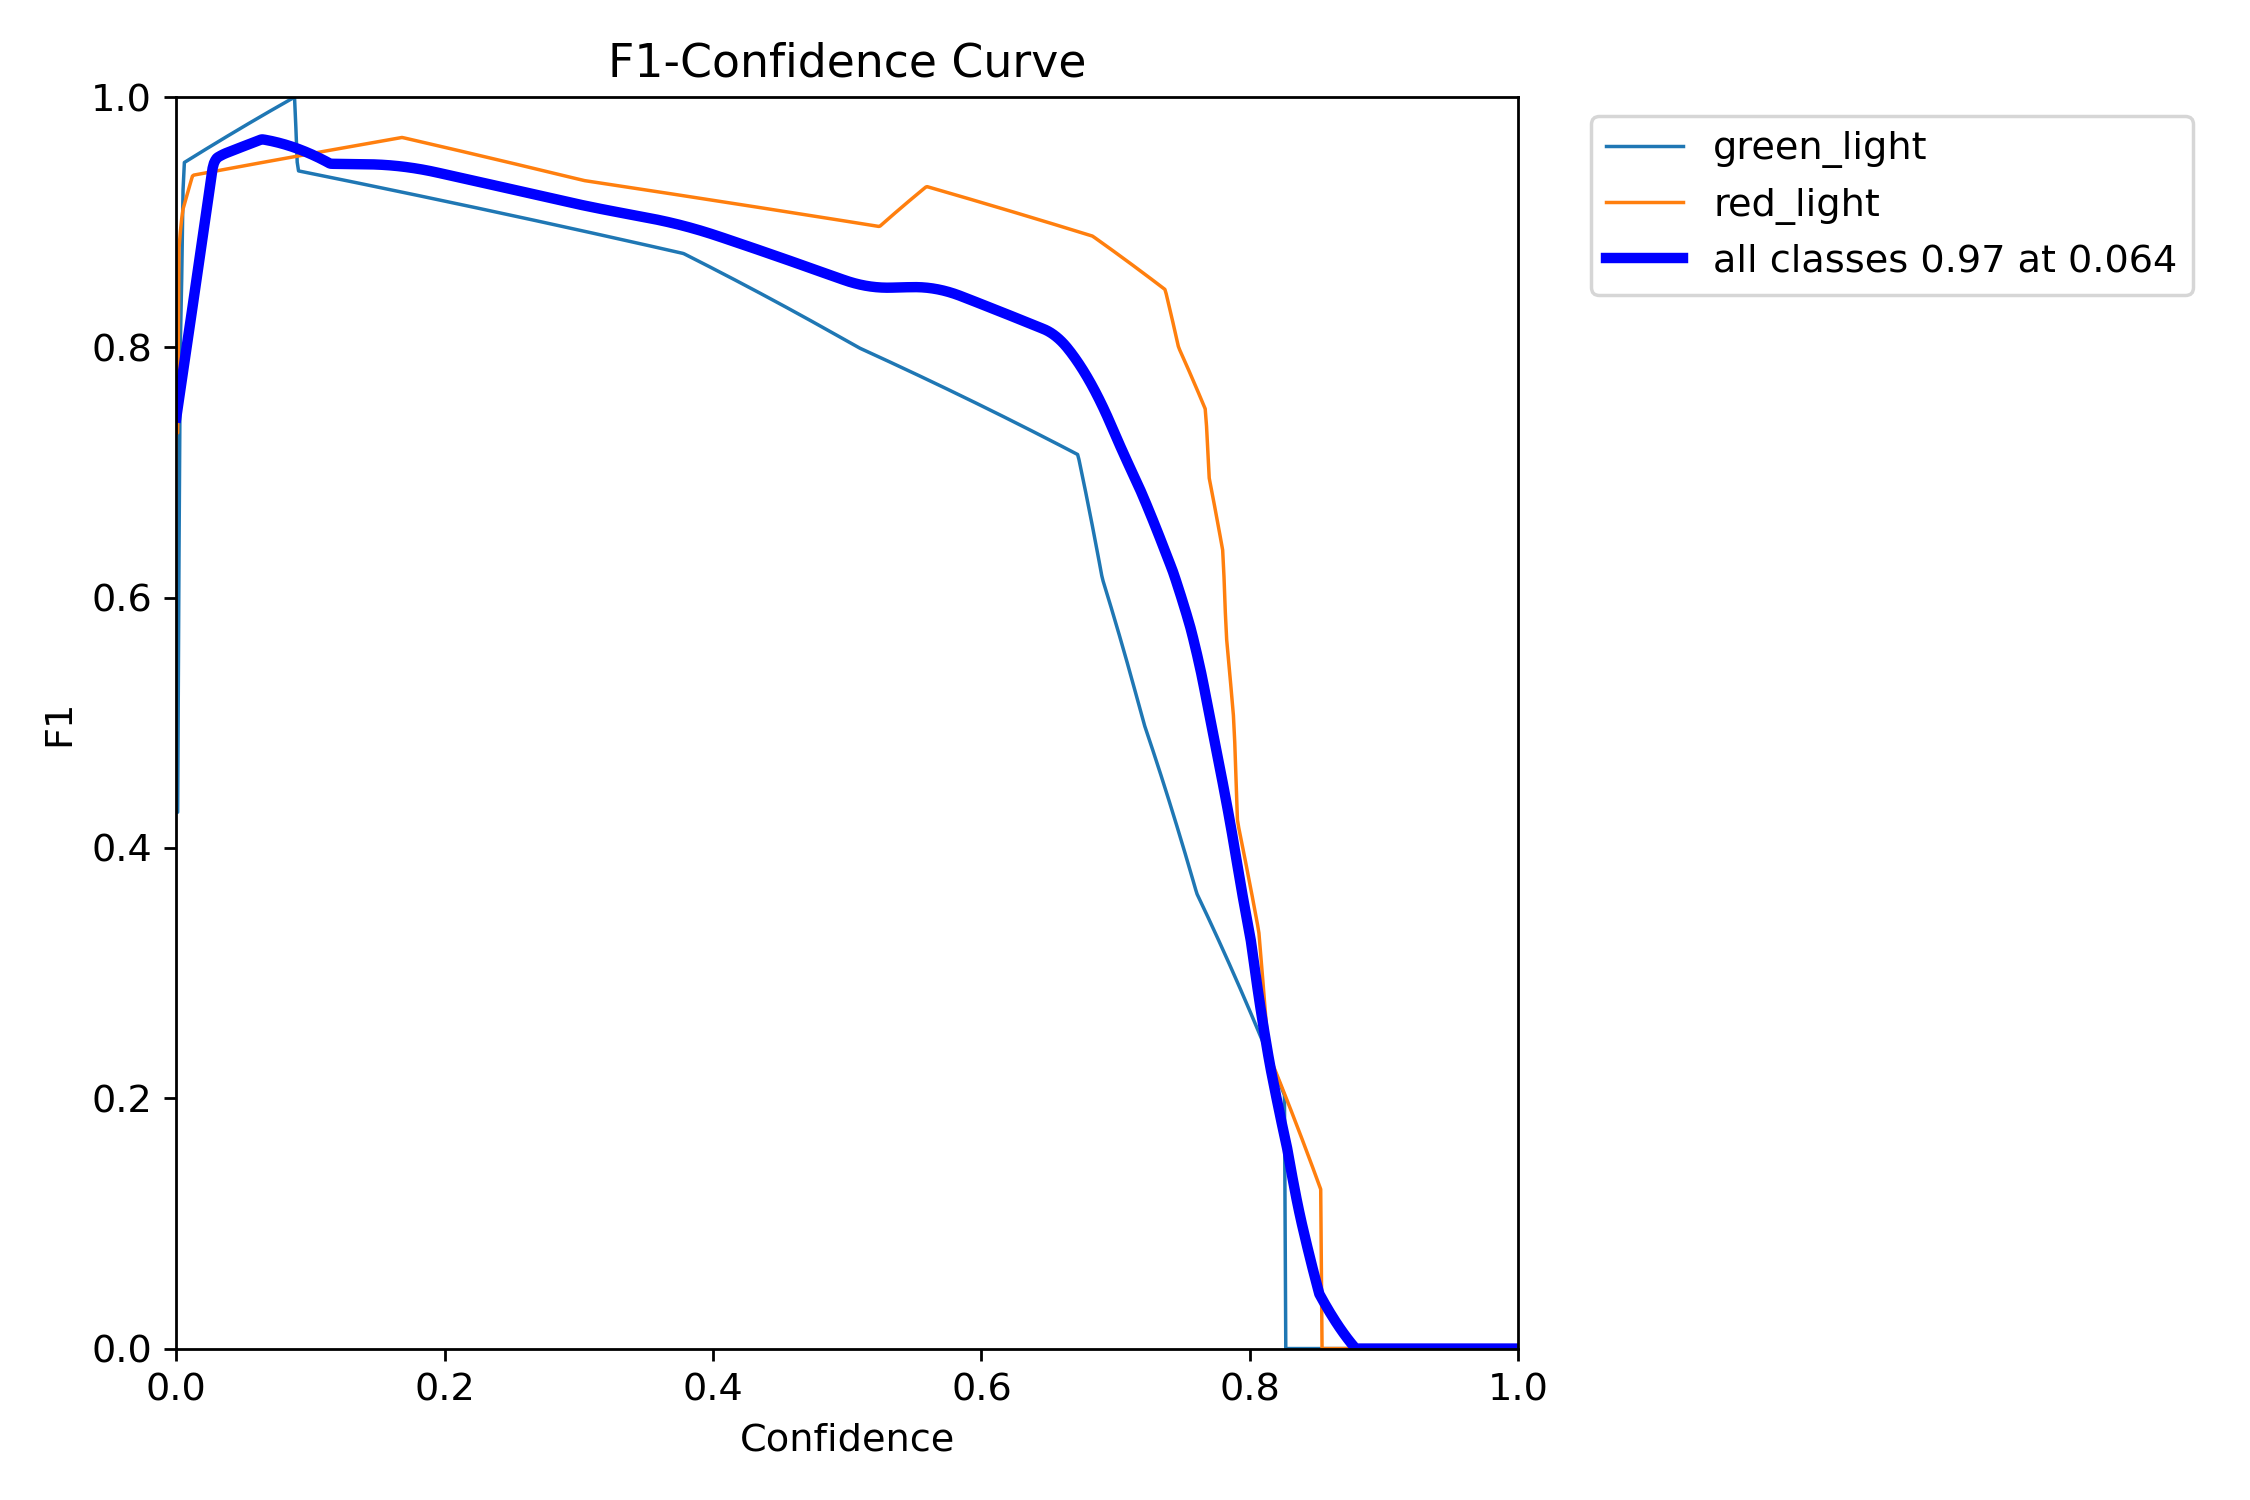 F1-Confidence Curve
green_light
red_light
all classes 0.97 at 0.064
1.0
0.8
0.6
0.4
0.2
0.0
F1
0.0 0.2 0.4 0.6 0.8 1.0
Confidence